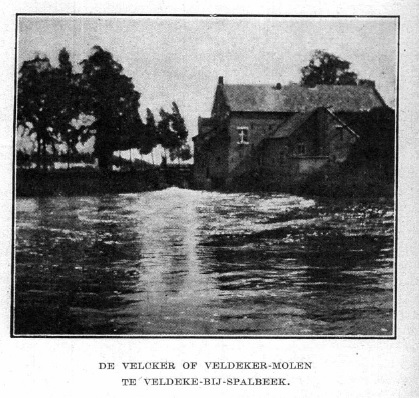 DE VELCKER OF VELDEKER-MOLEN
TE VELDEKE-BIJ-SPALBEEK.